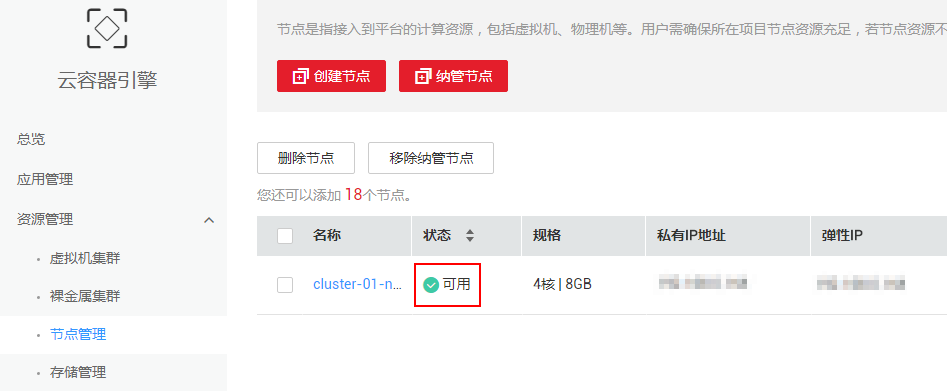 云容器引擎
总览
应用管理
资源管理
虚拟机集群
裸金属集群
节点管理
存储管理
节点是指接入到平台的计算资源，包括虚拟机、物理机等。用户需确保所在项目节点资源充足，若节点资源不
创建节点 纳管节点
删除节点 移除纳管节点
您还可以添加 18个节点。
名称 状态 规格 私有IP地址 弹性IP
cluster-01-n... 可用 4核 | 8GB